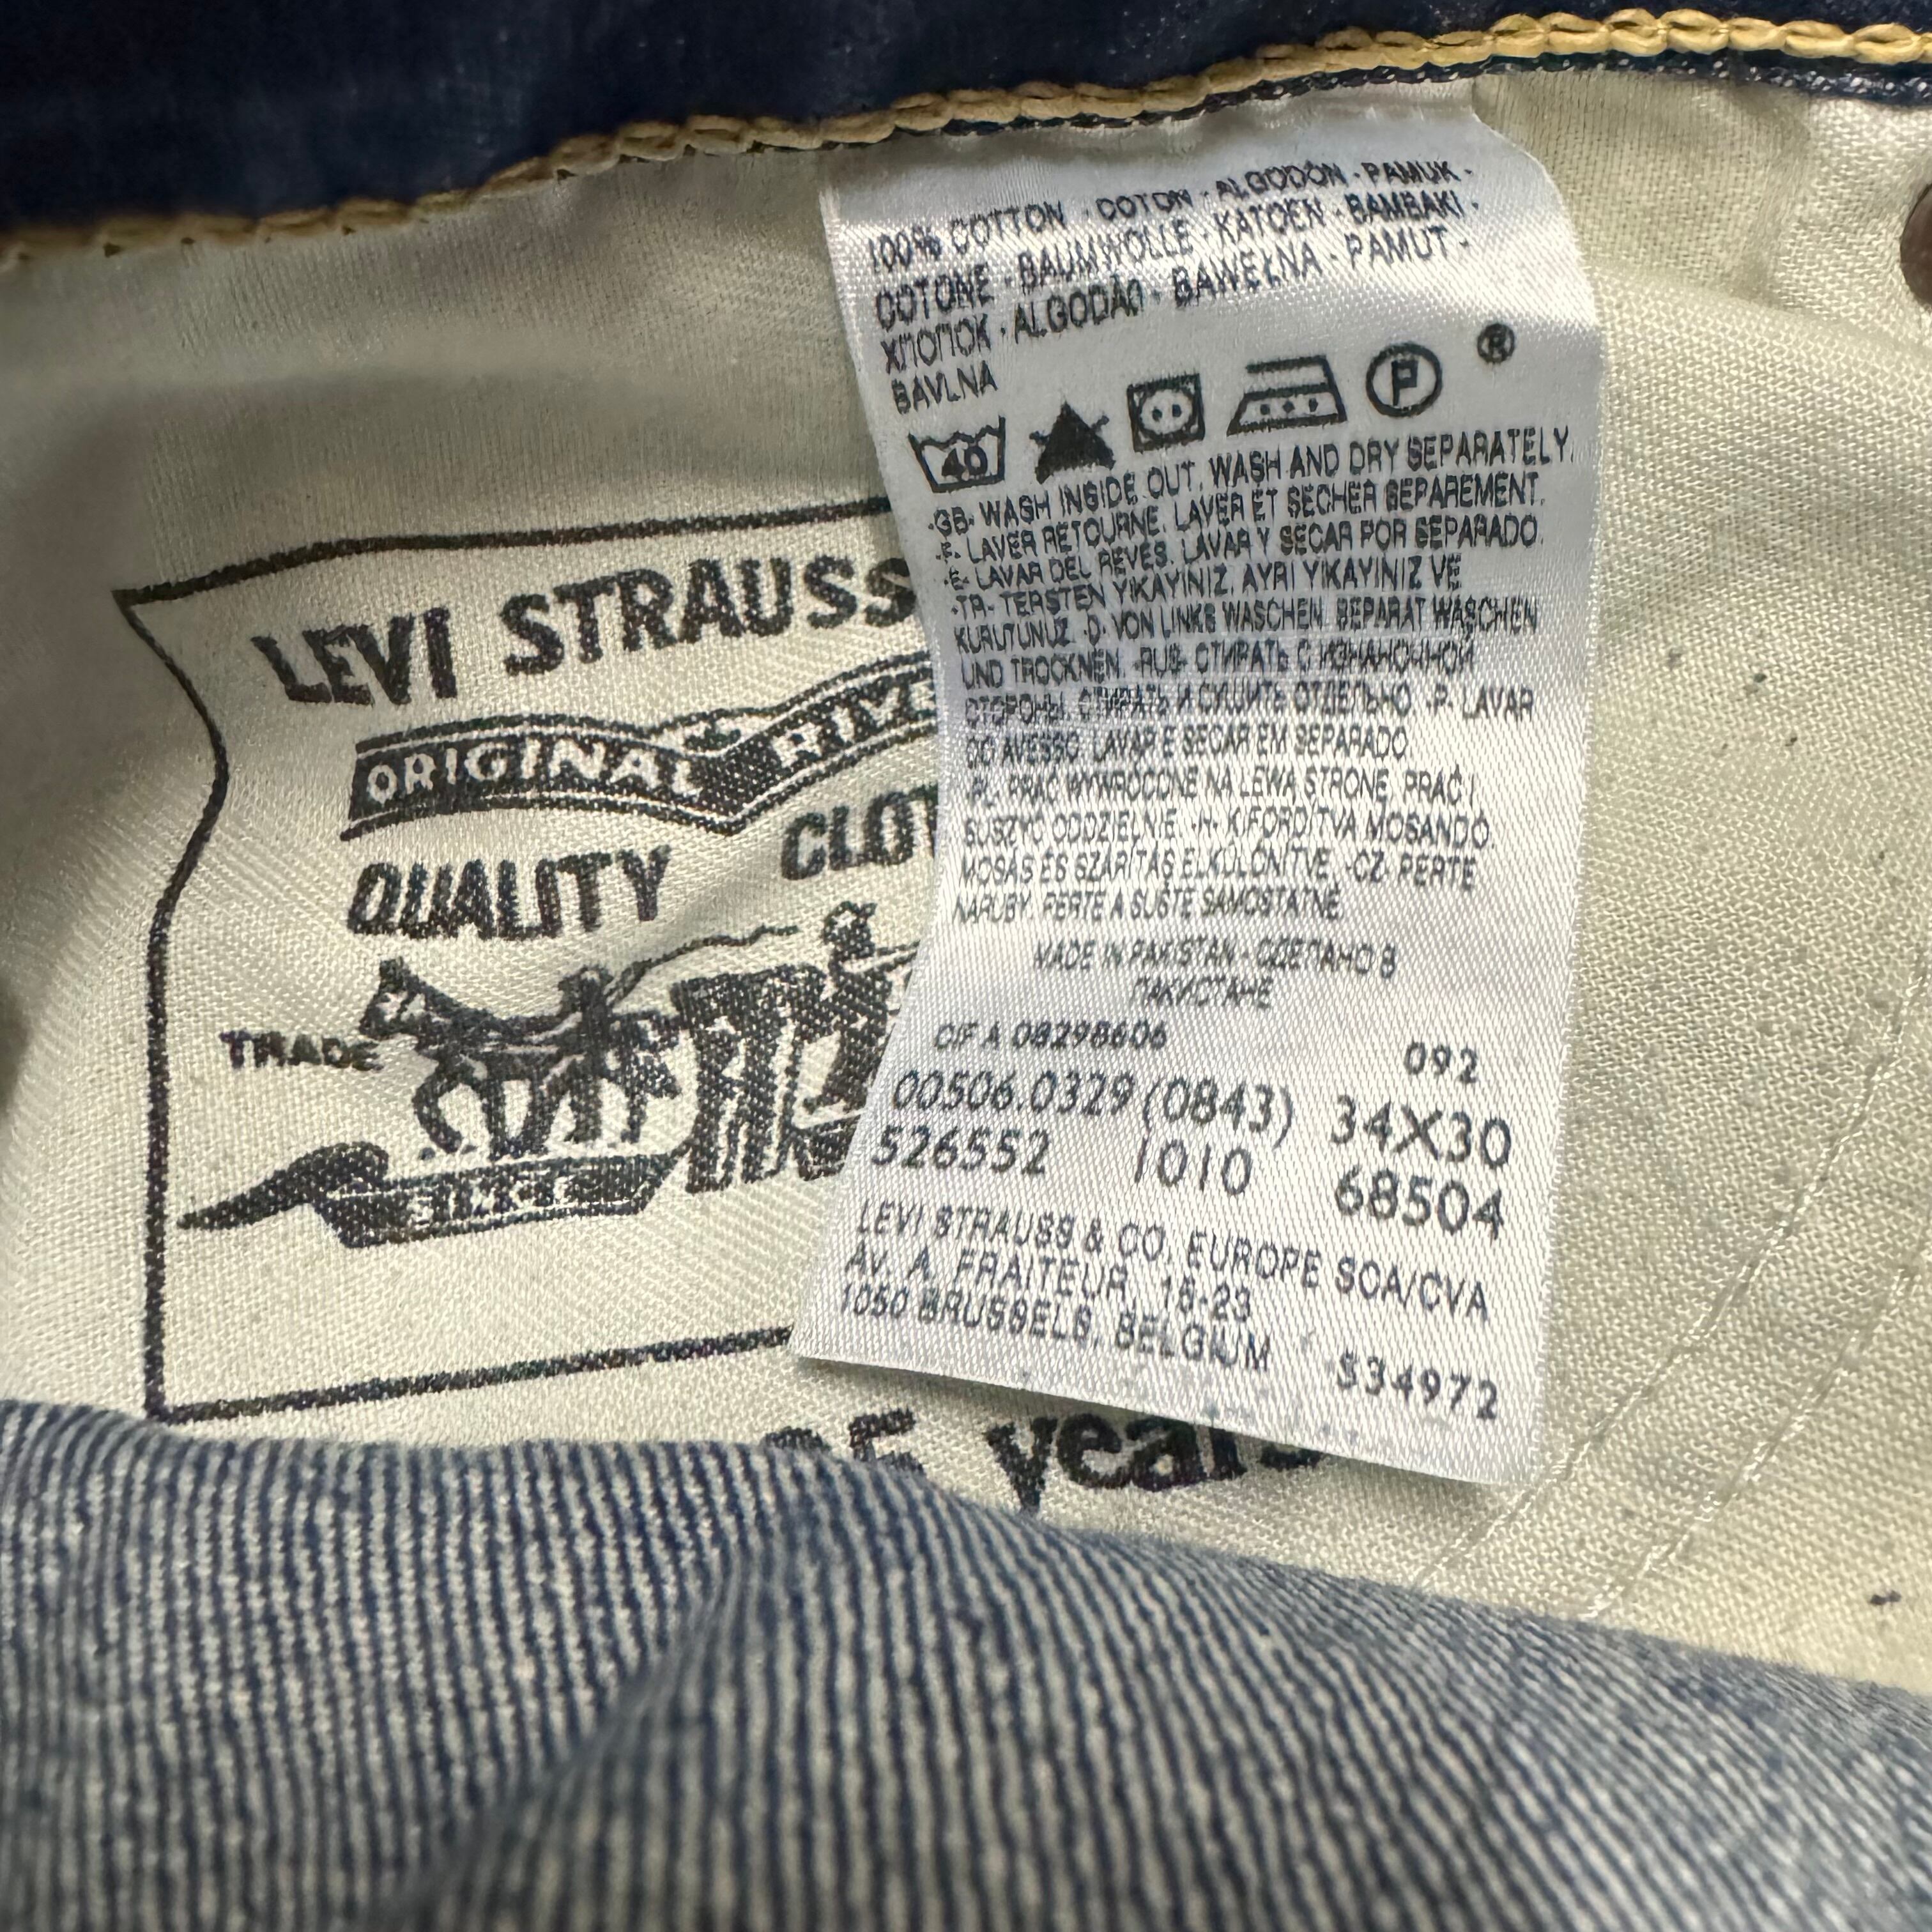 100% COTTON · COTON · ALGODÓN · PAMUK ·
COTONE · BAUMWOLLE · KATOEN · BAMBAKI ·
ХЛОПОК · ALGODÃO · BAWEŁNA · PAMUT ·
BAVLNA
®
40
P
·GB· WASH INSIDE OUT. WASH AND DRY SEPARATELY.
·F· LAVER RETOURNE. LAVER ET SECHER SEPAREMENT.
·E· LAVAR DEL REVES. LAVAR Y SECAR POR SEPARADO.
·TR· TERSTEN YIKAYINIZ. AYRI YIKAYINIZ VE
KURUTUNUZ. ·D· VON LINKS WASCHEN. SEPARAT WASCHEN
UND TROCKNEN. ·RUS· СТИРАТЬ С ИЗНАНОЧНОЙ
СТОРОНЫ. СТИРАТЬ И СУШИТЬ ОТДЕЛЬНО. ·P· LAVAR
DO AVESSO. LAVAR E SECAR EM SEPARADO.
·PL· PRAĆ WYWRÓCONE NA LEWĄ STRONĘ. PRAĆ I
SUSZYĆ ODDZIELNIE. ·H· KIFORDÍTVA MOSANDÓ
MOSÁS ÉS SZÁRÍTÁS ELKÜLÖNÍTVE. ·CZ· PERTE
NARUBY. PERTE A SUŠTE SAMOSTATNĚ.
MADE IN PAKISTAN - СДЕЛАНО В
ПАКИСТАНЕ
CIF A 08298606
092
00506.0329 (0843) 34X30
526552 1010 68504
LEVI STRAUSS & CO. EUROPE SCA/CVA
Av. A. FRAITEUR, 15-23
1050 BRUSSELS, BELGIUM S34972
LEVI STRAUSS
ORIGINAL
QUALITY
TRADE
years